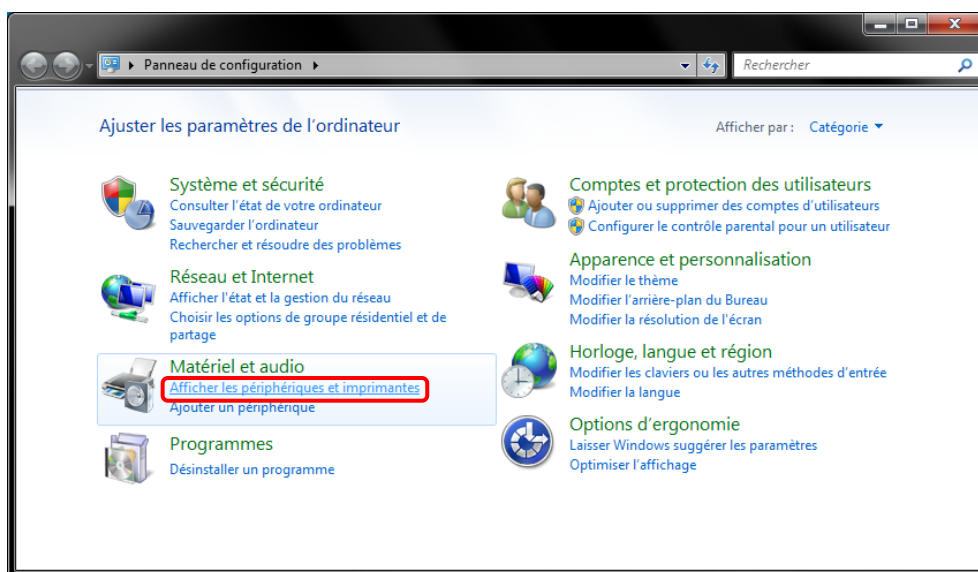 Panneau de configuration
Rechercher
Ajuster les paramètres de l'ordinateur
Afficher par : Catégorie
Système et sécurité
Consulter l'état de votre ordinateur
Sauvegarder l'ordinateur
Rechercher et résoudre des problèmes
Réseau et Internet
Afficher l'état et la gestion du réseau
Choisir les options de groupe résidentiel et de
partage
Matériel et audio
Afficher les périphériques et imprimantes
Ajouter un périphérique
Programmes
Désinstaller un programme
Comptes et protection des utilisateurs
Ajouter ou supprimer des comptes d'utilisateurs
Configurer le contrôle parental pour un utilisateur
Apparence et personnalisation
Modifier le thème
Modifier l'arrière-plan du Bureau
Modifier la résolution de l'écran
Horloge, langue et région
Modifier les claviers ou les autres méthodes d'entrée
Modifier la langue
Options d'ergonomie
Laisser Windows suggérer les paramètres
Optimiser l'affichage